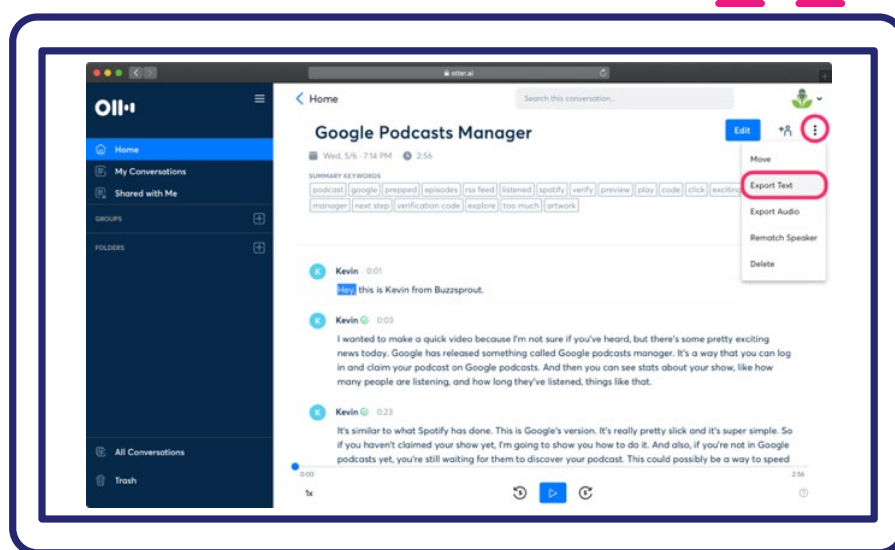 otter.ai
Home
Search this conversation...
Home
My Conversations
Shared with Me
GROUPS
FOLDERS
All Conversations
Trash
Google Podcasts Manager
Edit
Wed, 5/6 · 7:14 PM 2:56
SUMMARY KEYWORDS
podcast google prepped episodes rss feed listened spotify verify preview play code click exciting
manager next step verification code explore too much artwork
Move
Export Text
Export Audio
Rematch Speaker
Delete
K Kevin 0:01
Hey, this is Kevin from Buzzsprout.
K Kevin 0:03
I wanted to make a quick video because I'm not sure if you've heard, but there's some pretty exciting
news today. Google has released something called Google podcasts manager. It's a way that you can log
in and claim your podcast on Google podcasts. And then you can see stats about your show, like how
many people are listening, and how long they've listened, things like that.
K Kevin 0:23
It's similar to what Spotify has done. This is Google's version. It's really pretty slick and it's super simple. So
if you haven't claimed your show yet, I'm going to show you how to do it. And also, if you're not in Google
podcasts yet, you're still waiting for them to discover your podcast. This could possibly be a way to speed
0:00 2:56
1x 5 5